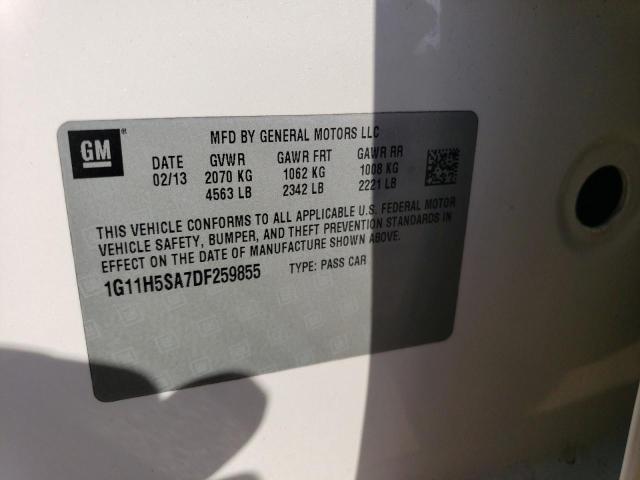 GM®
MFD BY GENERAL MOTORS LLC
DATE GVWR GAWR FRT GAWR RR
02/13 2070 KG 1062 KG 1008 KG
4563 LB 2342 LB 2221 LB
THIS VEHICLE CONFORMS TO ALL APPLICABLE U.S. FEDERAL MOTOR
VEHICLE SAFETY, BUMPER, AND THEFT PREVENTION STANDARDS IN
EFFECT ON THE DATE OF MANUFACTURE SHOWN ABOVE.
1G11H5SA7DF259855 TYPE: PASS CAR